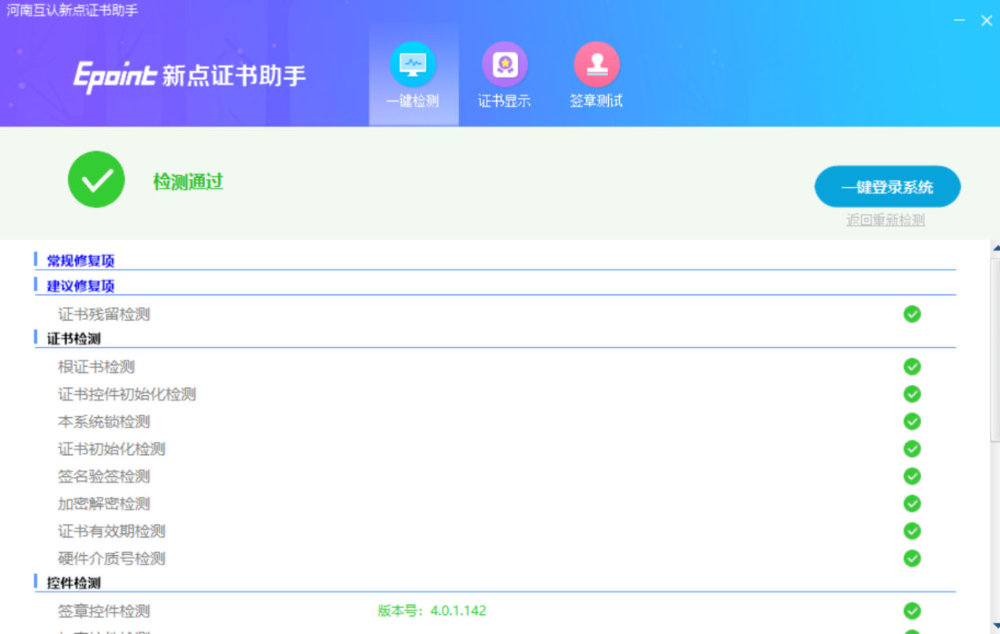 河南互认新点证书助手
Epoint 新点证书助手
一键检测 证书显示 签章测试
检测通过
一键登录系统
返回重新检测
常规修复项
建议修复项
证书残留检测
证书检测
根证书检测
证书控件初始化检测
本系统锁检测
证书初始化检测
签名验签检测
加密解密检测
证书有效期检测
硬件介质号检测
控件检测
签章控件检测 版本号：4.0.1.142